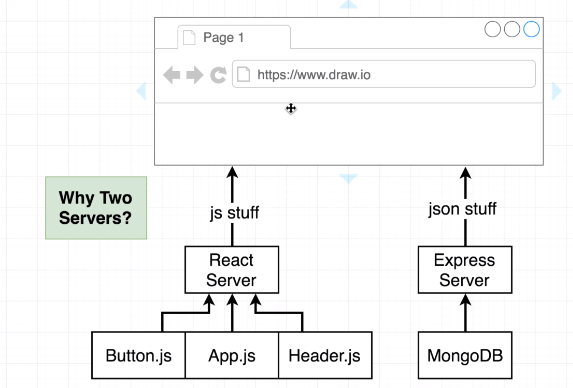 Page 1
https://www.draw.io
Why Two
Servers?
js stuff
json stuff
React
Server
Express
Server
Button.js
App.js
Header.js
MongoDB